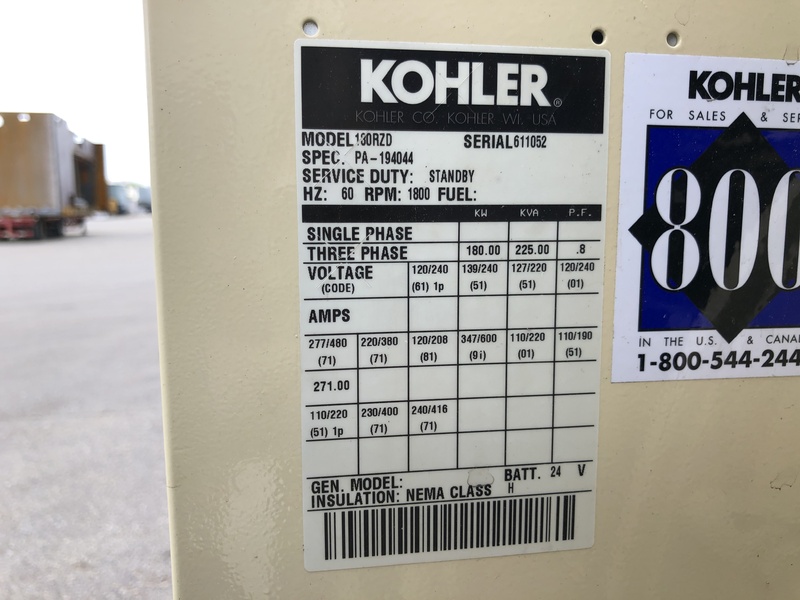 KOHLER®
KOHLER CO. KOHLER WI. USA
MODEL 180RZD SERIAL 611052
SPEC. PA-194044
SERVICE DUTY: STANDBY
HZ: 60 RPM: 1800 FUEL:
KW KVA P.F.
SINGLE PHASE
THREE PHASE 180.00 225.00 .8
VOLTAGE 120/240 139/240 127/220 120/240
(CODE) (61) 1p (51) (51) (01)
AMPS
277/480 220/380 120/208 347/600 110/220 110/190
(71) (71) (81) (9i) (01) (51)
271.00
110/220 230/400 240/416
(51) 1p (71) (71)
GEN. MODEL: BATT. 24 V
INSULATION: NEMA CLASS H
KOHLER
FOR SALES & SER
800
IN THE U.S. & CANAD
1-800-544-244